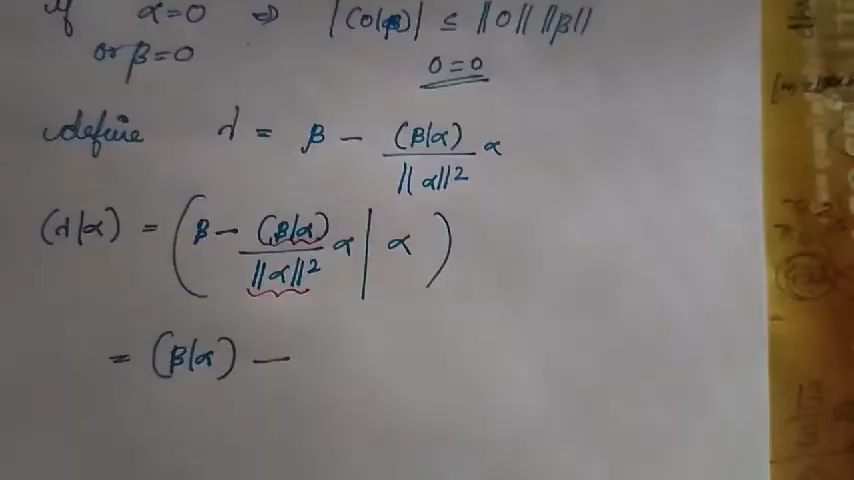 if α=0 ⇒ |(0|β)| ≤ ||0|| ||β||
or β=0 0=0
define γ = β - (β|α)/||α||² α
(γ|α) = (β - (β|α)/||α||² α | α)
= (β|α) -